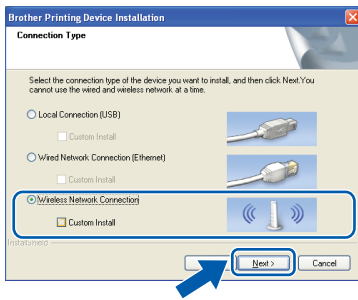 Brother Printing Device Installation
Connection Type
Select the connection type of the device you want to install, and then click Next.You
cannot use the wired and wireless network at a time.
Local Connection (USB)
Custom Install
Wired Network Connection (Ethernet)
Custom Install
Wireless Network Connection
Custom Install
InstallShield
Next >
Cancel